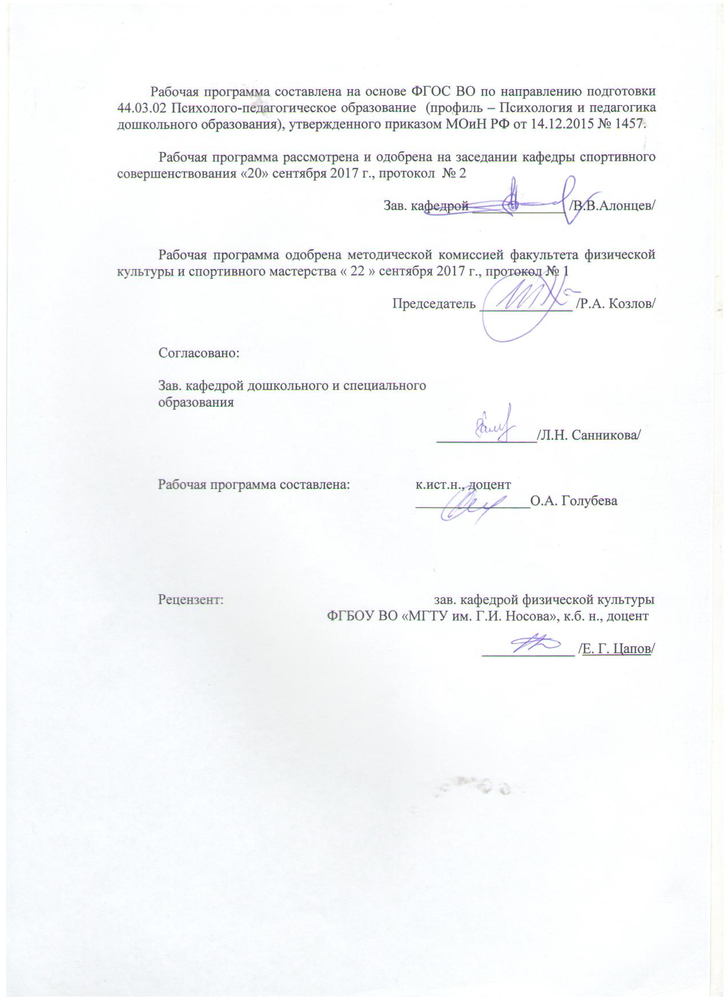 Рабочая программа составлена на основе ФГОС ВО по направлению подготовки
44.03.02 Психолого-педагогическое образование (профиль – Психология и педагогика
дошкольного образования), утвержденного приказом МОиН РФ от 14.12.2015 № 1457.
Рабочая программа рассмотрена и одобрена на заседании кафедры спортивного
совершенствования «20» сентября 2017 г., протокол № 2
Зав. кафедрой _____________ /В.В.Алонцев/
Рабочая программа одобрена методической комиссией факультета физической
культуры и спортивного мастерства « 22 » сентября 2017 г., протокол № 1
Председатель _____________ /Р.А. Козлов/
Согласовано:
Зав. кафедрой дошкольного и специального
образования
______________/Л.Н. Санникова/
Рабочая программа составлена: к.ист.н., доцент
________________О.А. Голубева
Рецензент: зав. кафедрой физической культуры
ФГБОУ ВО «МГТУ им. Г.И. Носова», к.б. н., доцент
_____________ /Е. Г. Цапов/